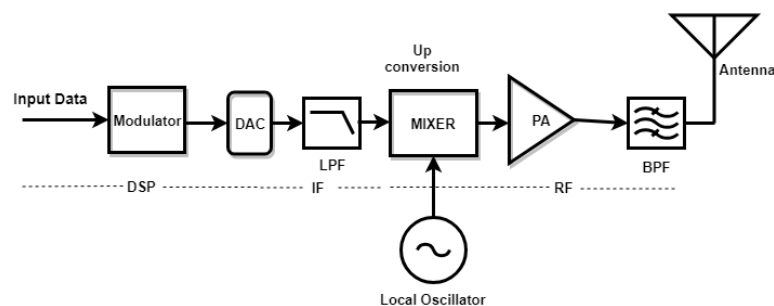 Up
conversion
Antenna
Input Data
Modulator
DAC
MIXER
PA
LPF
BPF
DSP
IF
RF
Local Oscillator